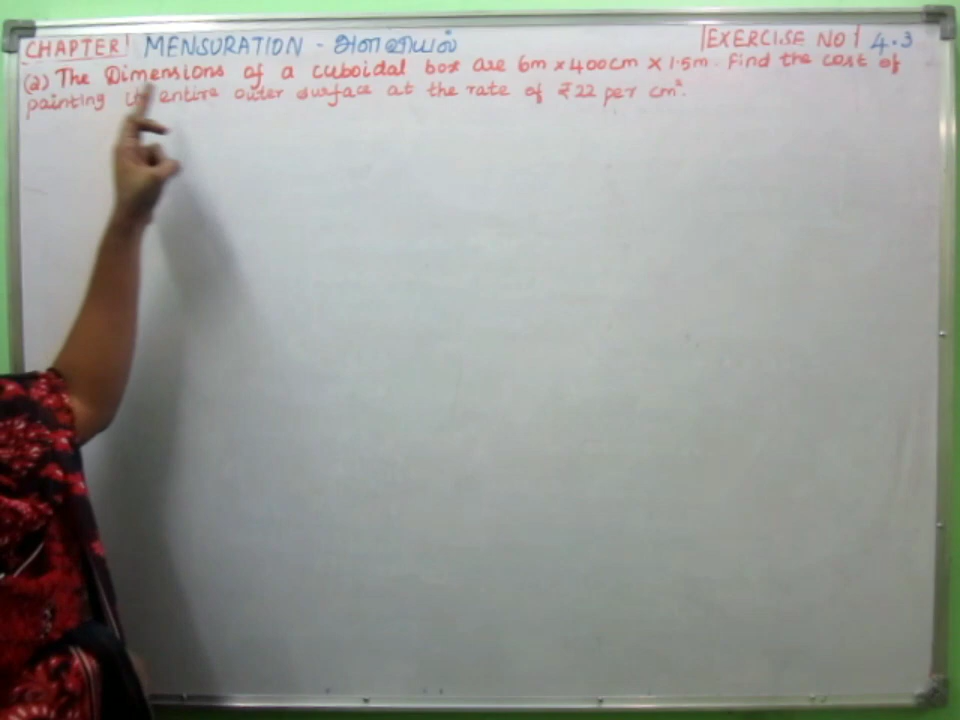 CHAPTER! MENSURATION - அளவியல் EXERCISE NO! 4.3
(2) The Dimensions of a cuboidal box are 6m x 400cm x 1.5m. Find the cost of
painting entire outer surface at the rate of ₹22 per cm².